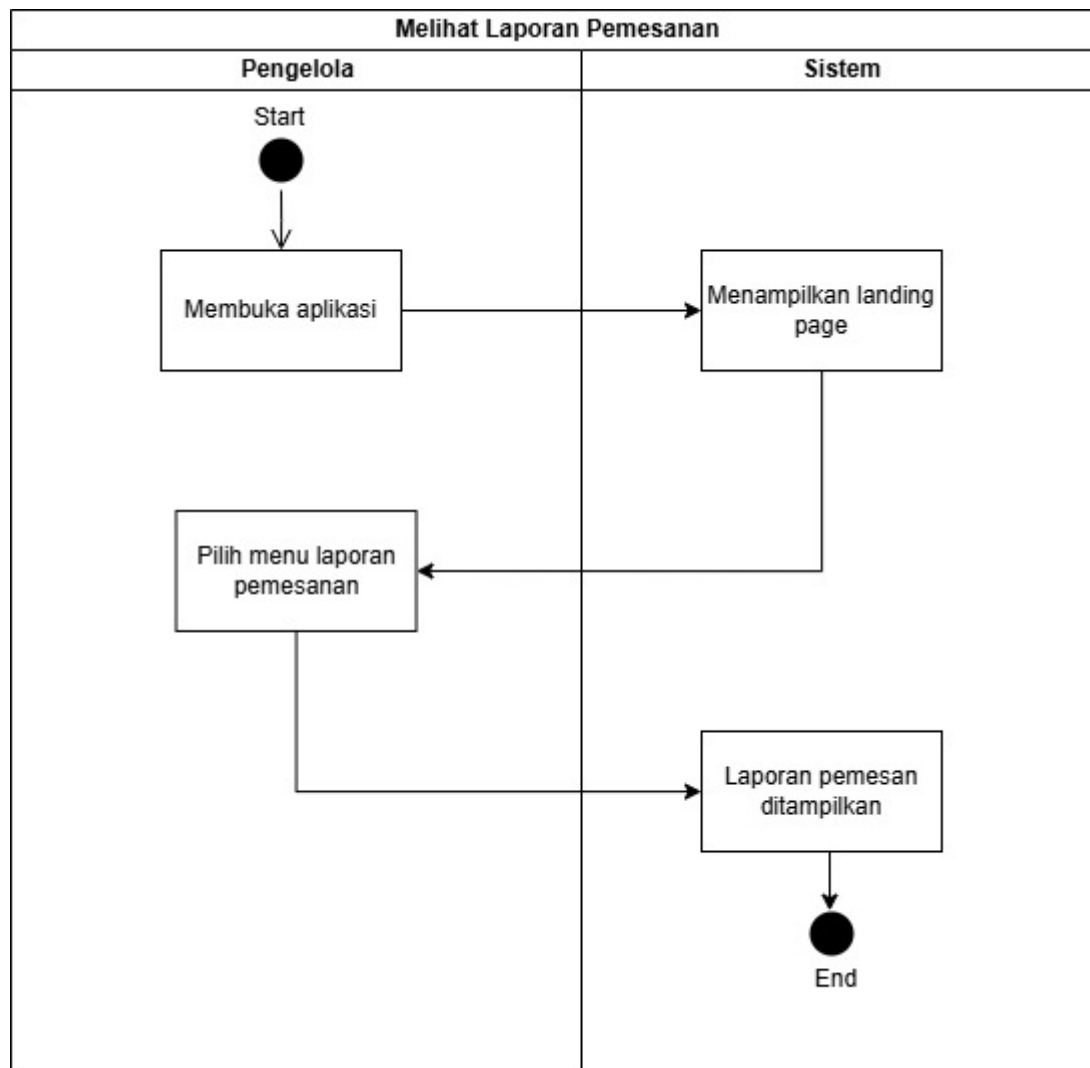 Melihat Laporan Pemesanan
Pengelola
Sistem
Start
Membuka aplikasi
Menampilkan landing
page
Pilih menu laporan
pemesanan
Laporan pemesan
ditampilkan
End